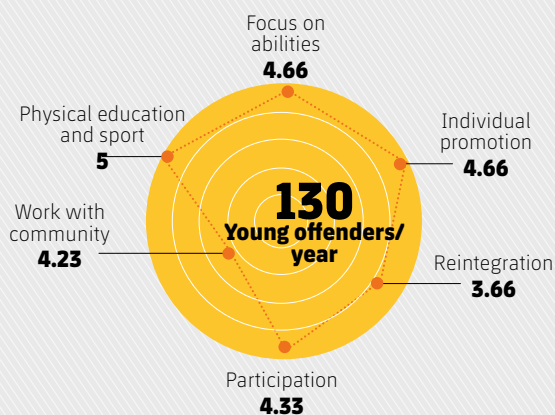 Focus on
abilities
4.66
Physical education
and sport
5
Individual
promotion
4.66
130
Young offenders/
year
Work with
community
4.23
Reintegration
3.66
Participation
4.33